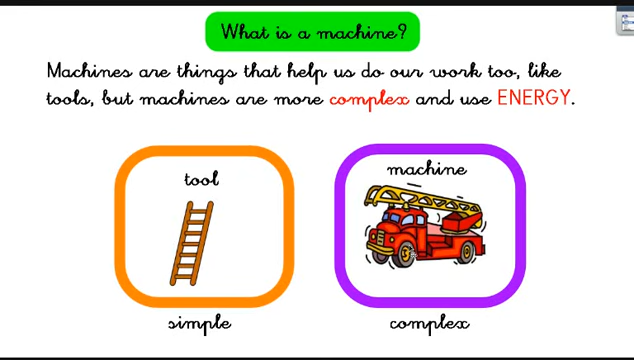 What is a machine?
Machines are things that help us do our work too, like
tools, but machines are more complex and use ENERGY.
tool
machine
simple
complex